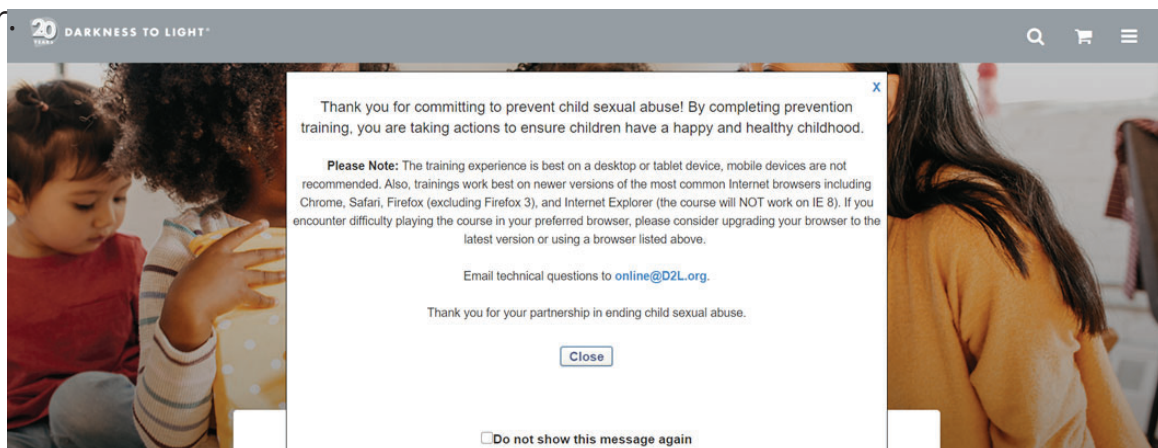 20 DARKNESS TO LIGHT®
YEARS
X
Thank you for committing to prevent child sexual abuse! By completing prevention
training, you are taking actions to ensure children have a happy and healthy childhood.
Please Note: The training experience is best on a desktop or tablet device, mobile devices are not
recommended. Also, trainings work best on newer versions of the most common Internet browsers including
Chrome, Safari, Firefox (excluding Firefox 3), and Internet Explorer (the course will NOT work on IE 8). If you
encounter difficulty playing the course in your preferred browser, please consider upgrading your browser to the
latest version or using a browser listed above.
Email technical questions to online@D2L.org.
Thank you for your partnership in ending child sexual abuse.
Close
Do not show this message again